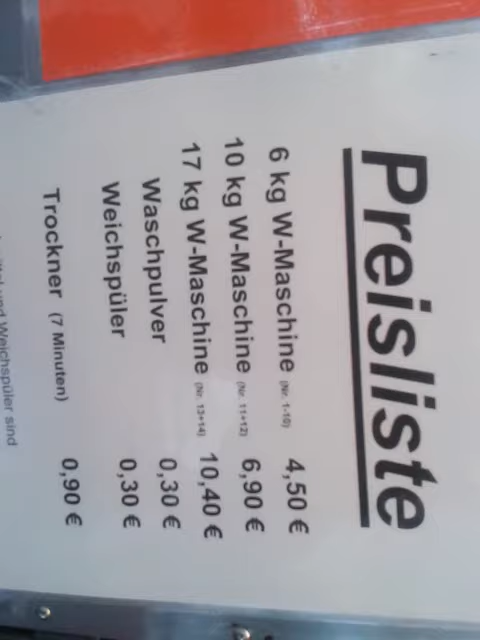 Preisliste
6 kg W-Maschine (Nr. 1-10) 4,50 €
10 kg W-Maschine (Nr. 11+12) 6,90 €
17 kg W-Maschine (Nr. 13+14) 10,40 €
Waschpulver 0,30 €
Weichspüler 0,30 €
Trockner (7 Minuten) 0,90 €
und Weichspüler sind